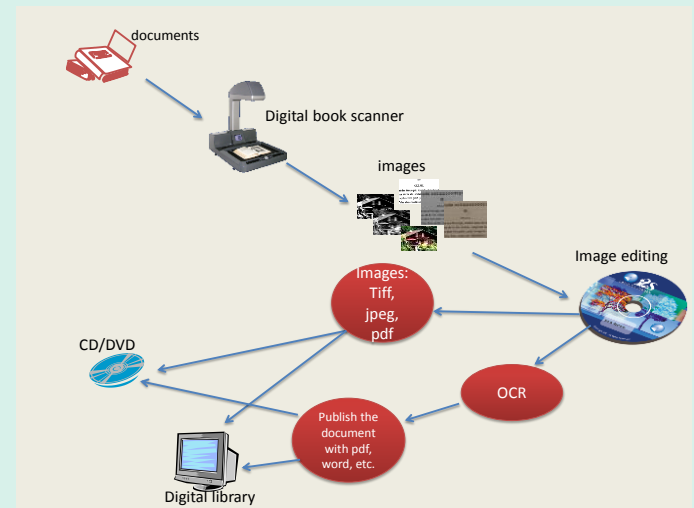 documents
Digital book scanner
images
Image editing
Images:
Tiff,
jpeg,
pdf
CD/DVD
OCR
Publish the
document
with pdf,
word, etc.
Digital library